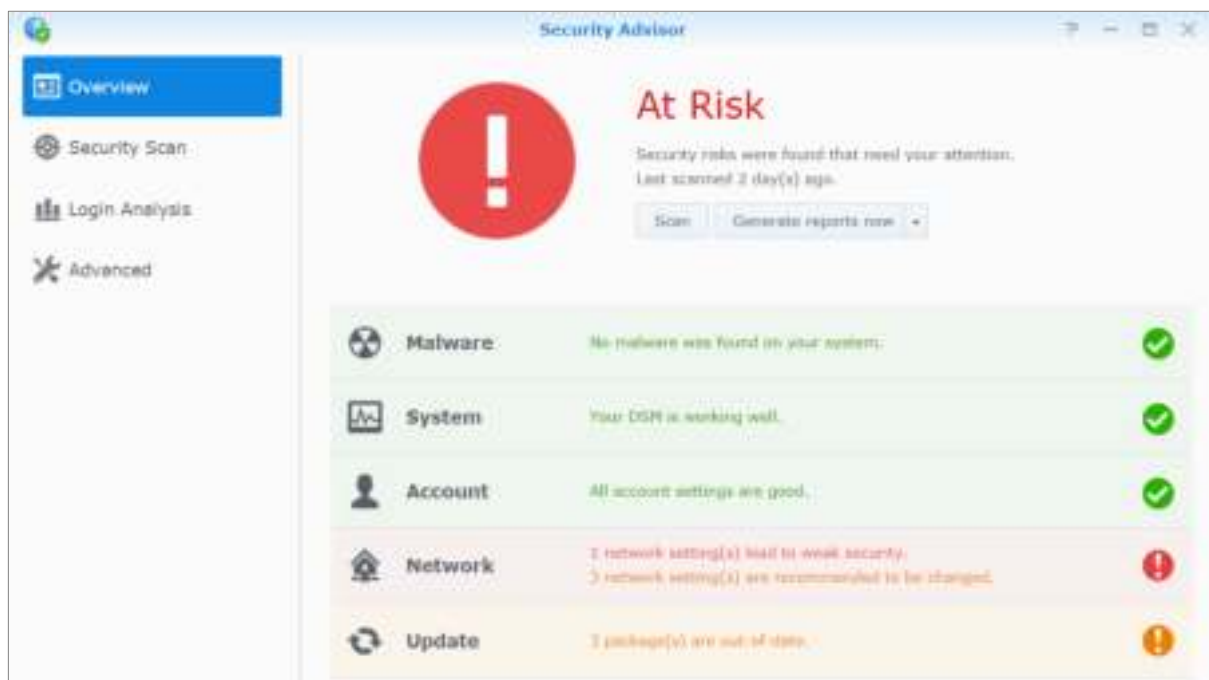 Security Advisor
Overview
Security Scan
Login Analysis
Advanced
At Risk
Security risks were found that need your attention.
Last scanned 2 day(s) ago.
Scan
Generate reports now
Malware
No malware was found on your system.
System
Your DSM is working well.
Account
All account settings are good.
Network
network setting(s) lead to weak security.
3 network setting(s) are recommended to be changed.
Update
package(s) are out of date.